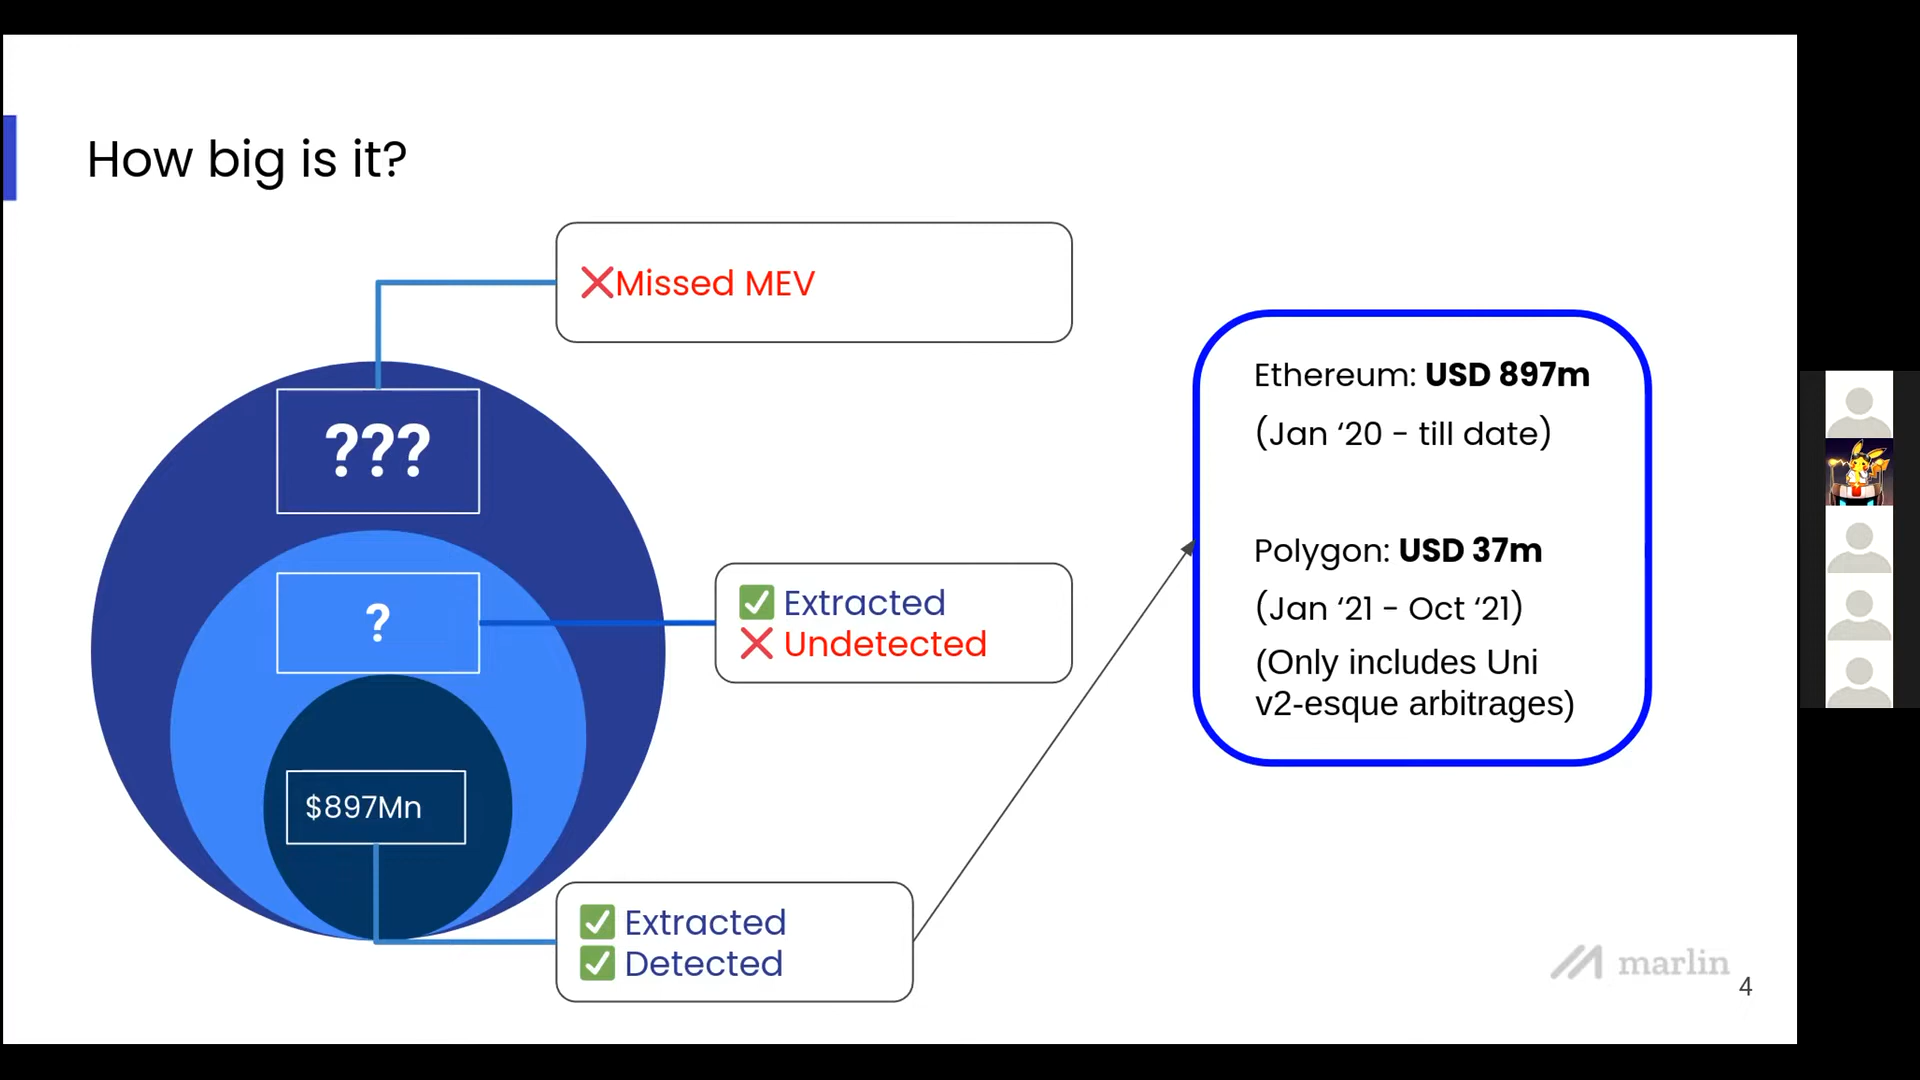 How big is it?
❌Missed MEV
???
?
✅ Extracted
❌ Undetected
$897Mn
✅ Extracted
✅ Detected
Ethereum: USD 897m
(Jan ‘20 - till date)
Polygon: USD 37m
(Jan ‘21 - Oct ‘21)
(Only includes Uni
v2-esque arbitrages)
marlin
4